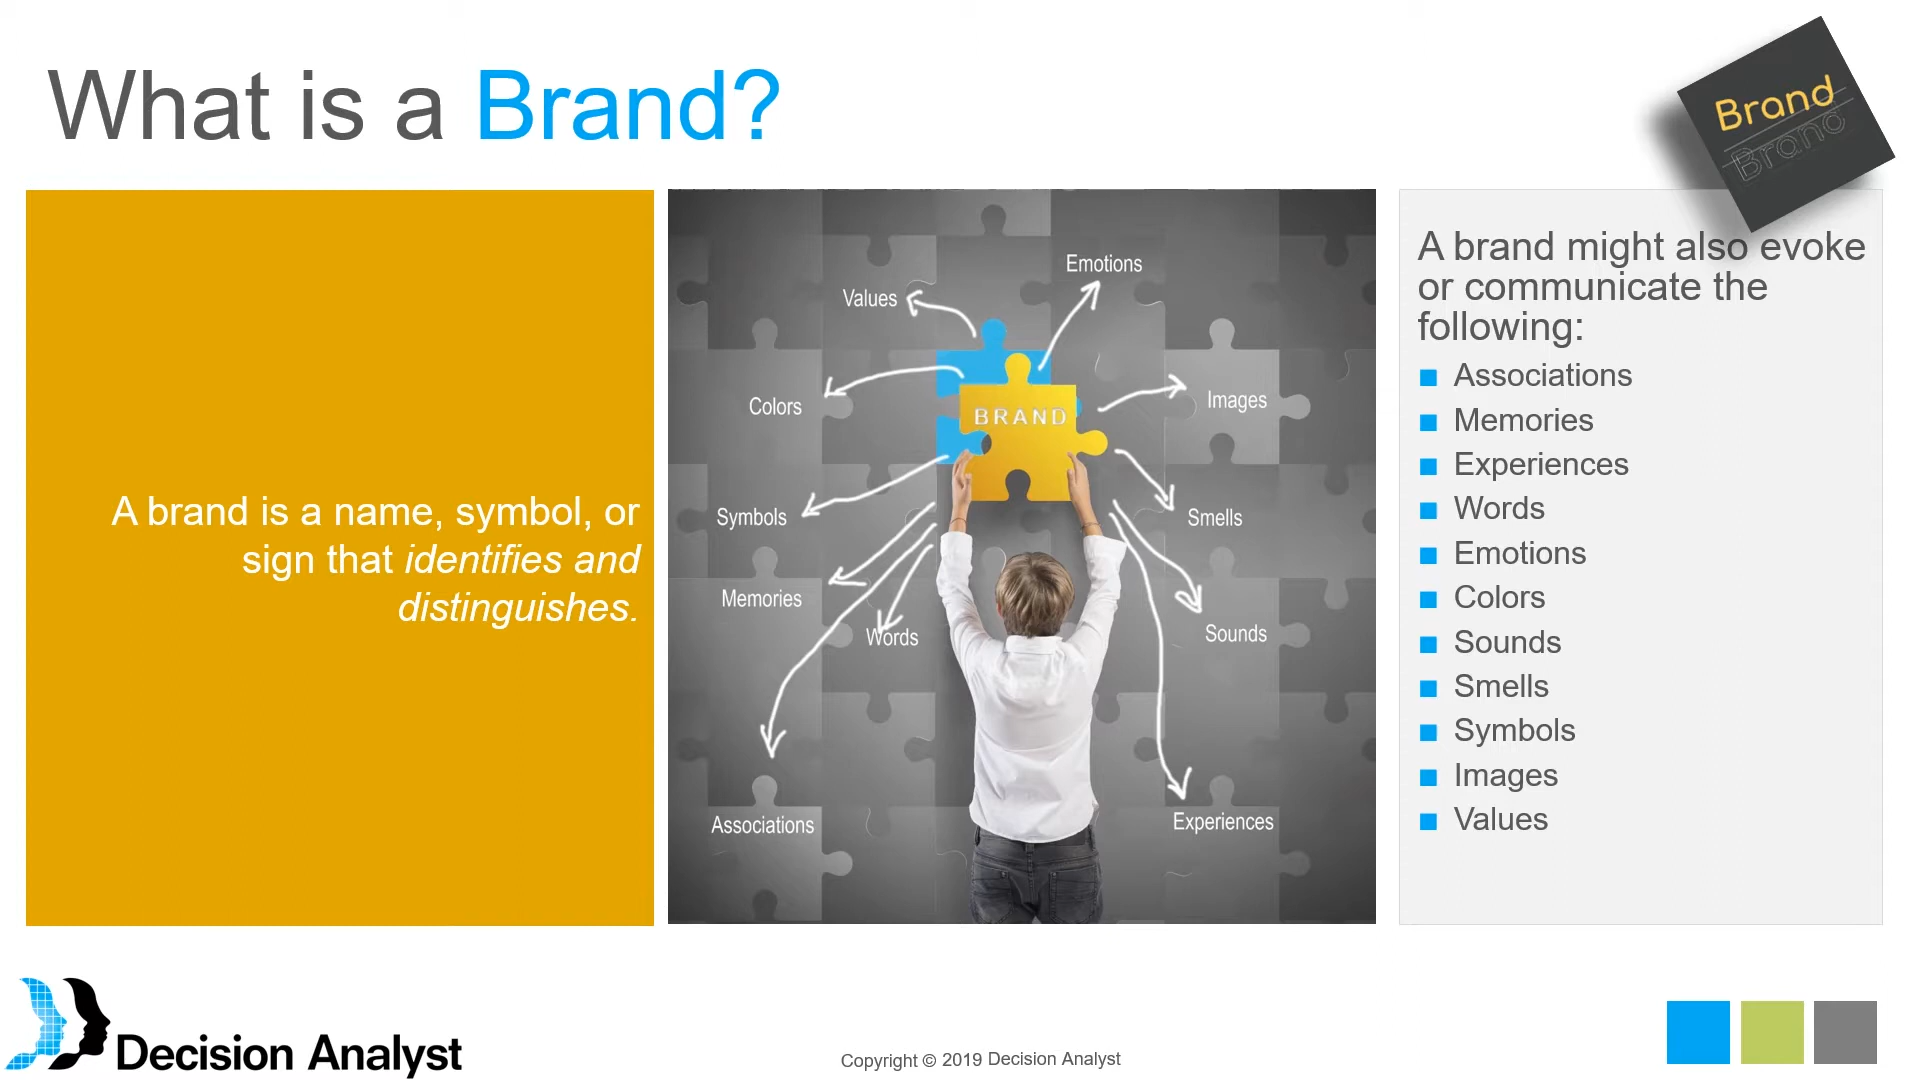 What is a Brand?
Brand
Brand
A brand is a name, symbol, or
sign that identifies and
distinguishes.
Emotions
Values
Colors
BRAND
Images
Symbols
Smells
Memories
Words
Sounds
Associations
Experiences
A brand might also evoke
or communicate the
following:
Associations
Memories
Experiences
Words
Emotions
Colors
Sounds
Smells
Symbols
Images
Values
Decision Analyst
Copyright © 2019 Decision Analyst